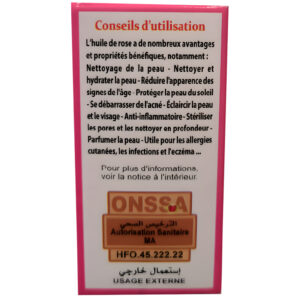 Conseils d'utilisation
L'huile de rose a de nombreux avantages
et propriétés bénéfiques, notamment :
Nettoyage de la peau - Nettoyer et
hydrater la peau - Réduire l'apparence des
signes de l'âge - Protéger la peau du soleil
- Se débarrasser de l'acné - Éclaircir la peau
et le visage - Anti-inflammatoire - Stériliser
les pores et les nettoyer en profondeur -
Parfumer la peau - Utile pour les allergies
cutanées, les infections et l'eczéma ...
Pour plus d'informations,
voir la notice à l'intérieur.
ONSSA
الترخيص الصحي
Autorisation Sanitaire
MA
HFO.45.222.22
إستعمال خارجي
USAGE EXTERNE